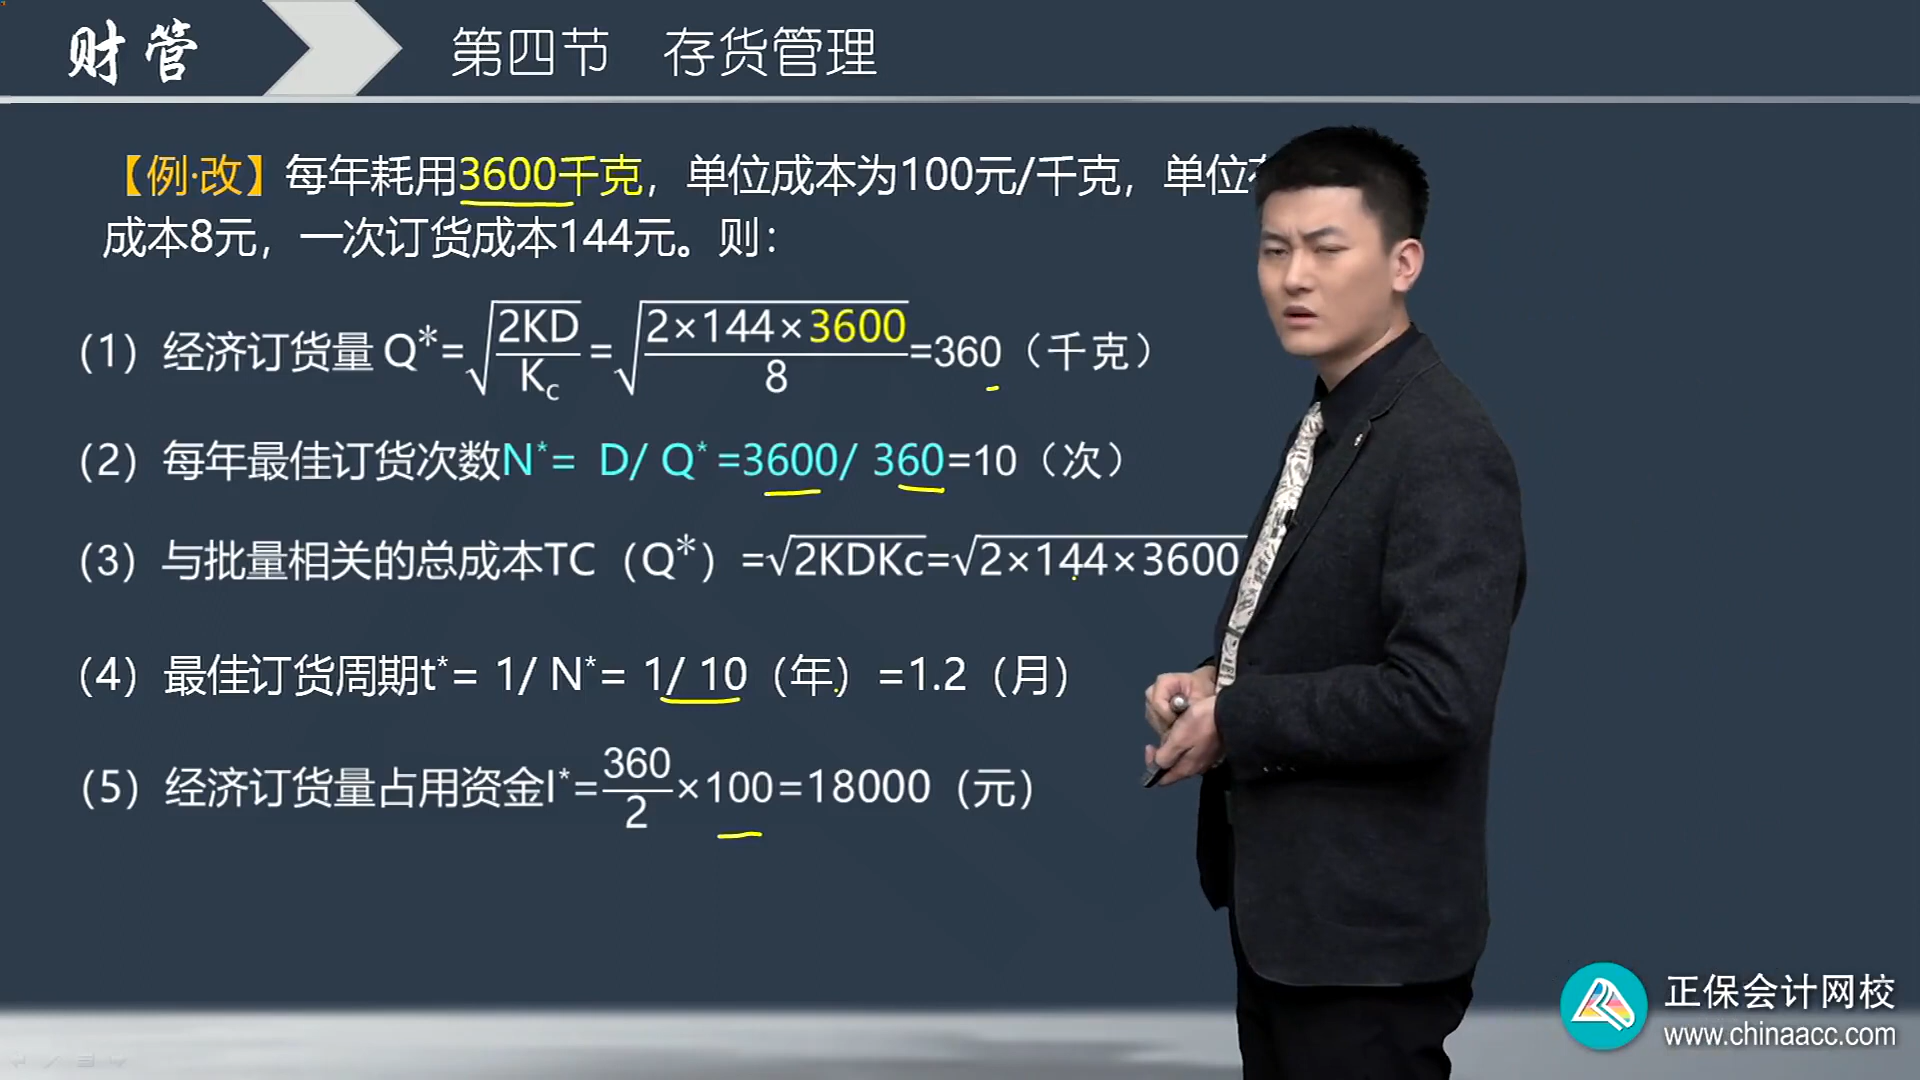 财管
第四节 存货管理
【例·改】每年耗用3600千克，单位成本为100元/千克，单位
成本8元，一次订货成本144元。则：
（1）经济订货量 Q*=√(2KD/Kc)=√(2×144×3600/8)=360（千克）
（2）每年最佳订货次数N*= D/ Q*=3600/ 360=10（次）
（3）与批量相关的总成本TC（Q*）=√2KDKc=√2×144×3600
（4）最佳订货周期t*= 1/ N*= 1/ 10（年）=1.2（月）
（5）经济订货量占用资金I*=360/2×100=18000（元）
正保会计网校
www.chinaacc.com